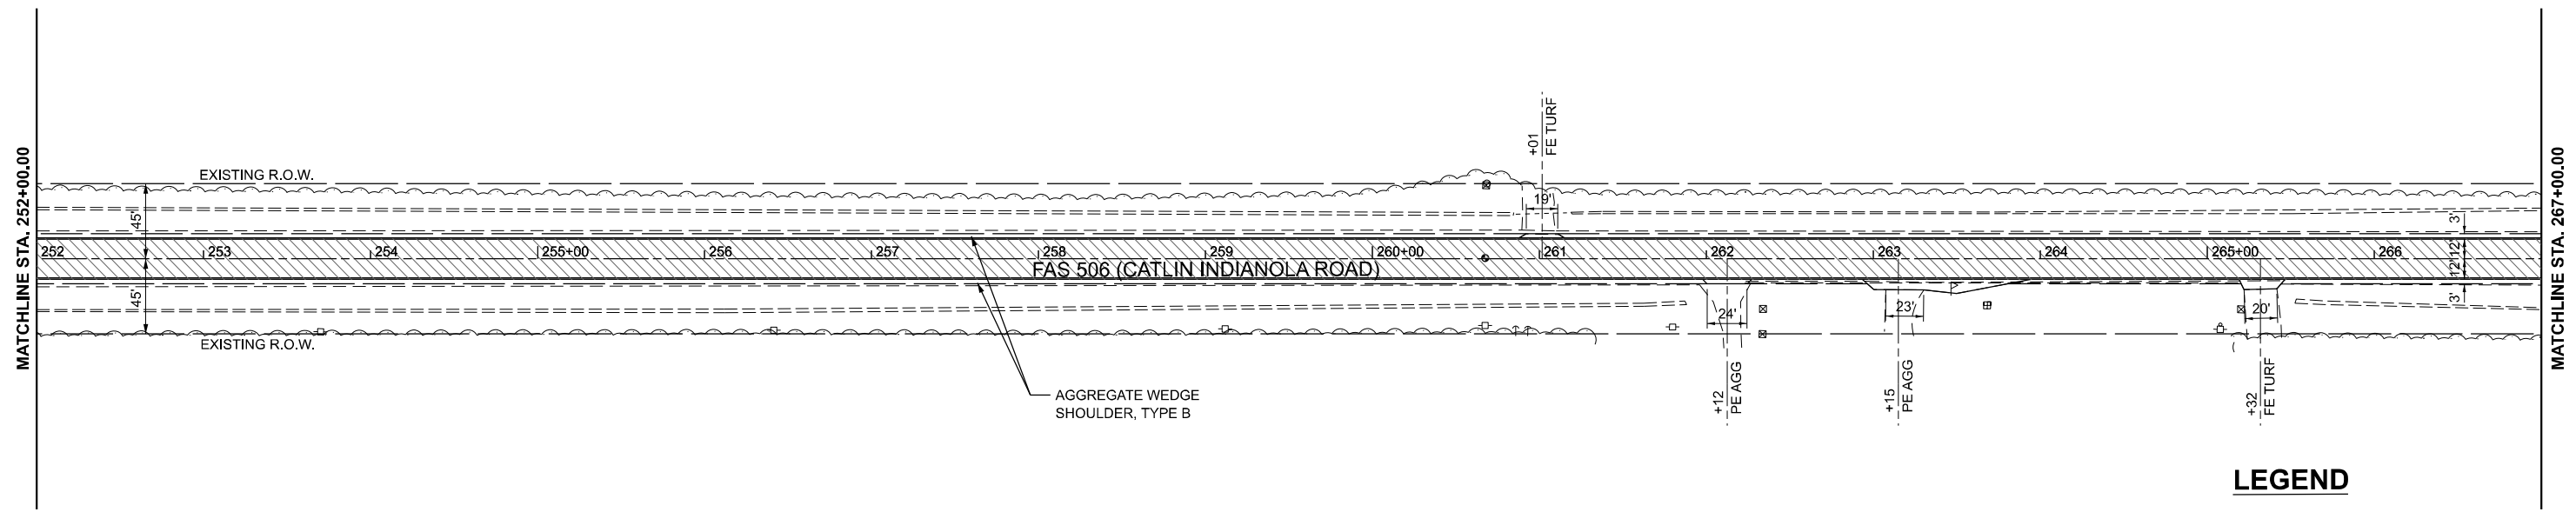 MATCHLINE STA. 252+00.00
EXISTING R.O.W.
45'
45'
EXISTING R.O.W.
252
253
254
255+00
256
257
258
259
260+00
261
262
263
264
265+00
266
FAS 506 (CATLIN INDIANOLA ROAD)
+01
FE TURF
19'
3'
12'
12'
3'
24'
23'
20'
+12
PE AGG
+15
PE AGG
+32
FE TURF
AGGREGATE WEDGE
SHOULDER, TYPE B
MATCHLINE STA. 267+00.00
LEGEND